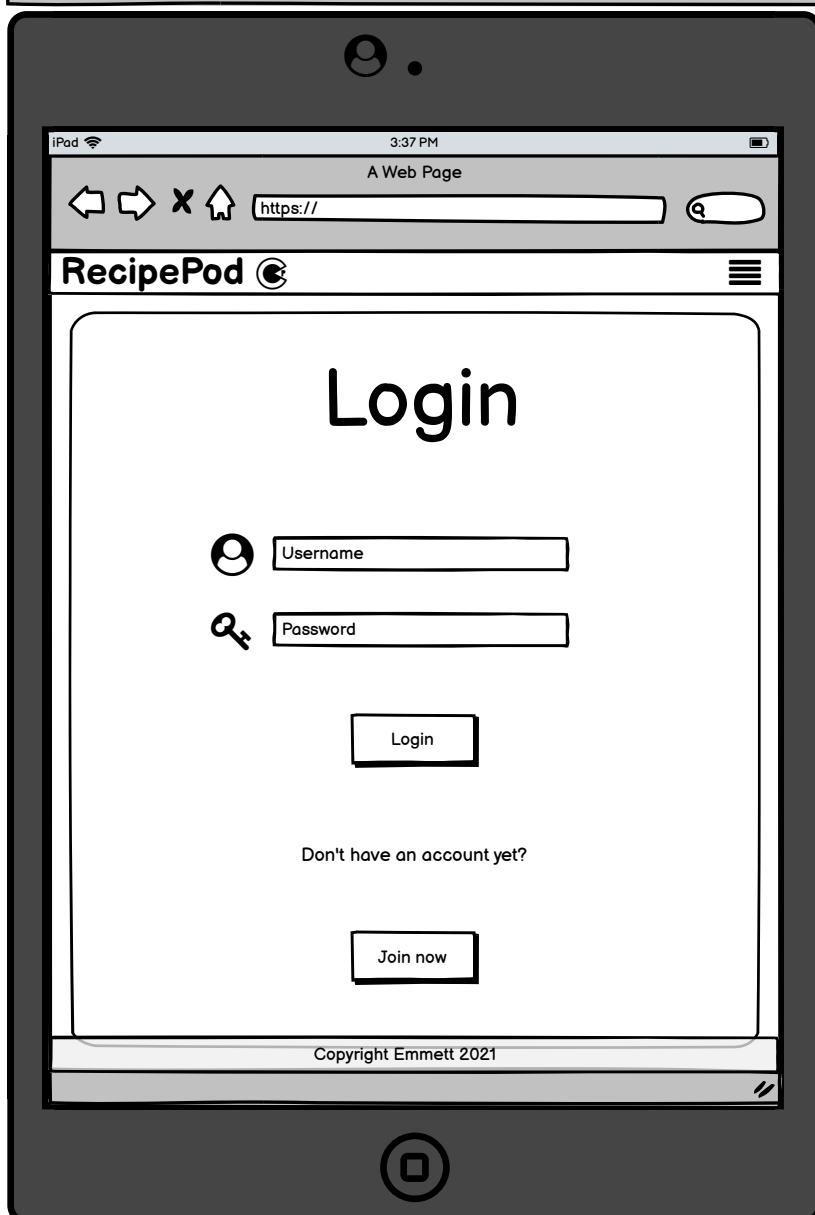 iPad 3:37 PM
A Web Page
https://
RecipePod
Login
Username
Password
Login
Don't have an account yet?
Join now
Copyright Emmett 2021